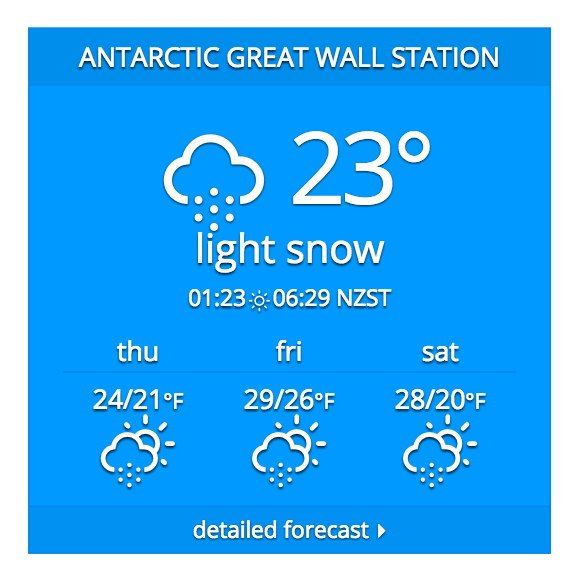 ANTARCTIC GREAT WALL STATION
23°
light snow
01:23 06:29 NZST
thu fri sat
24/21°F 29/26°F 28/20°F
detailed forecast